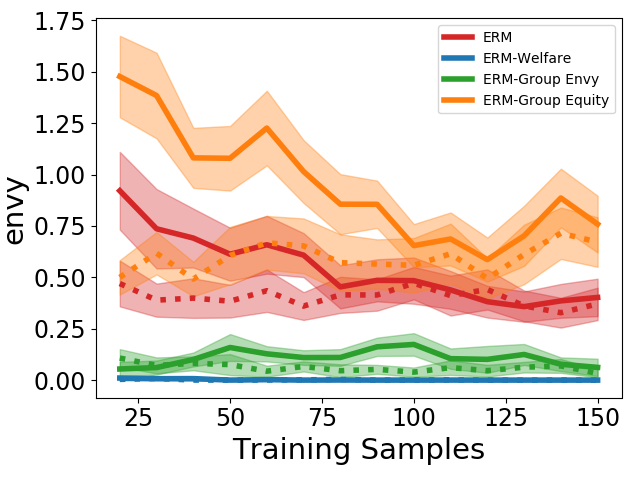 1.75
1.50
1.25
1.00
0.75
0.50
0.25
0.00
envy
ERM
ERM-Welfare
ERM-Group Envy
ERM-Group Equity
25 50 75 100 125 150
Training Samples